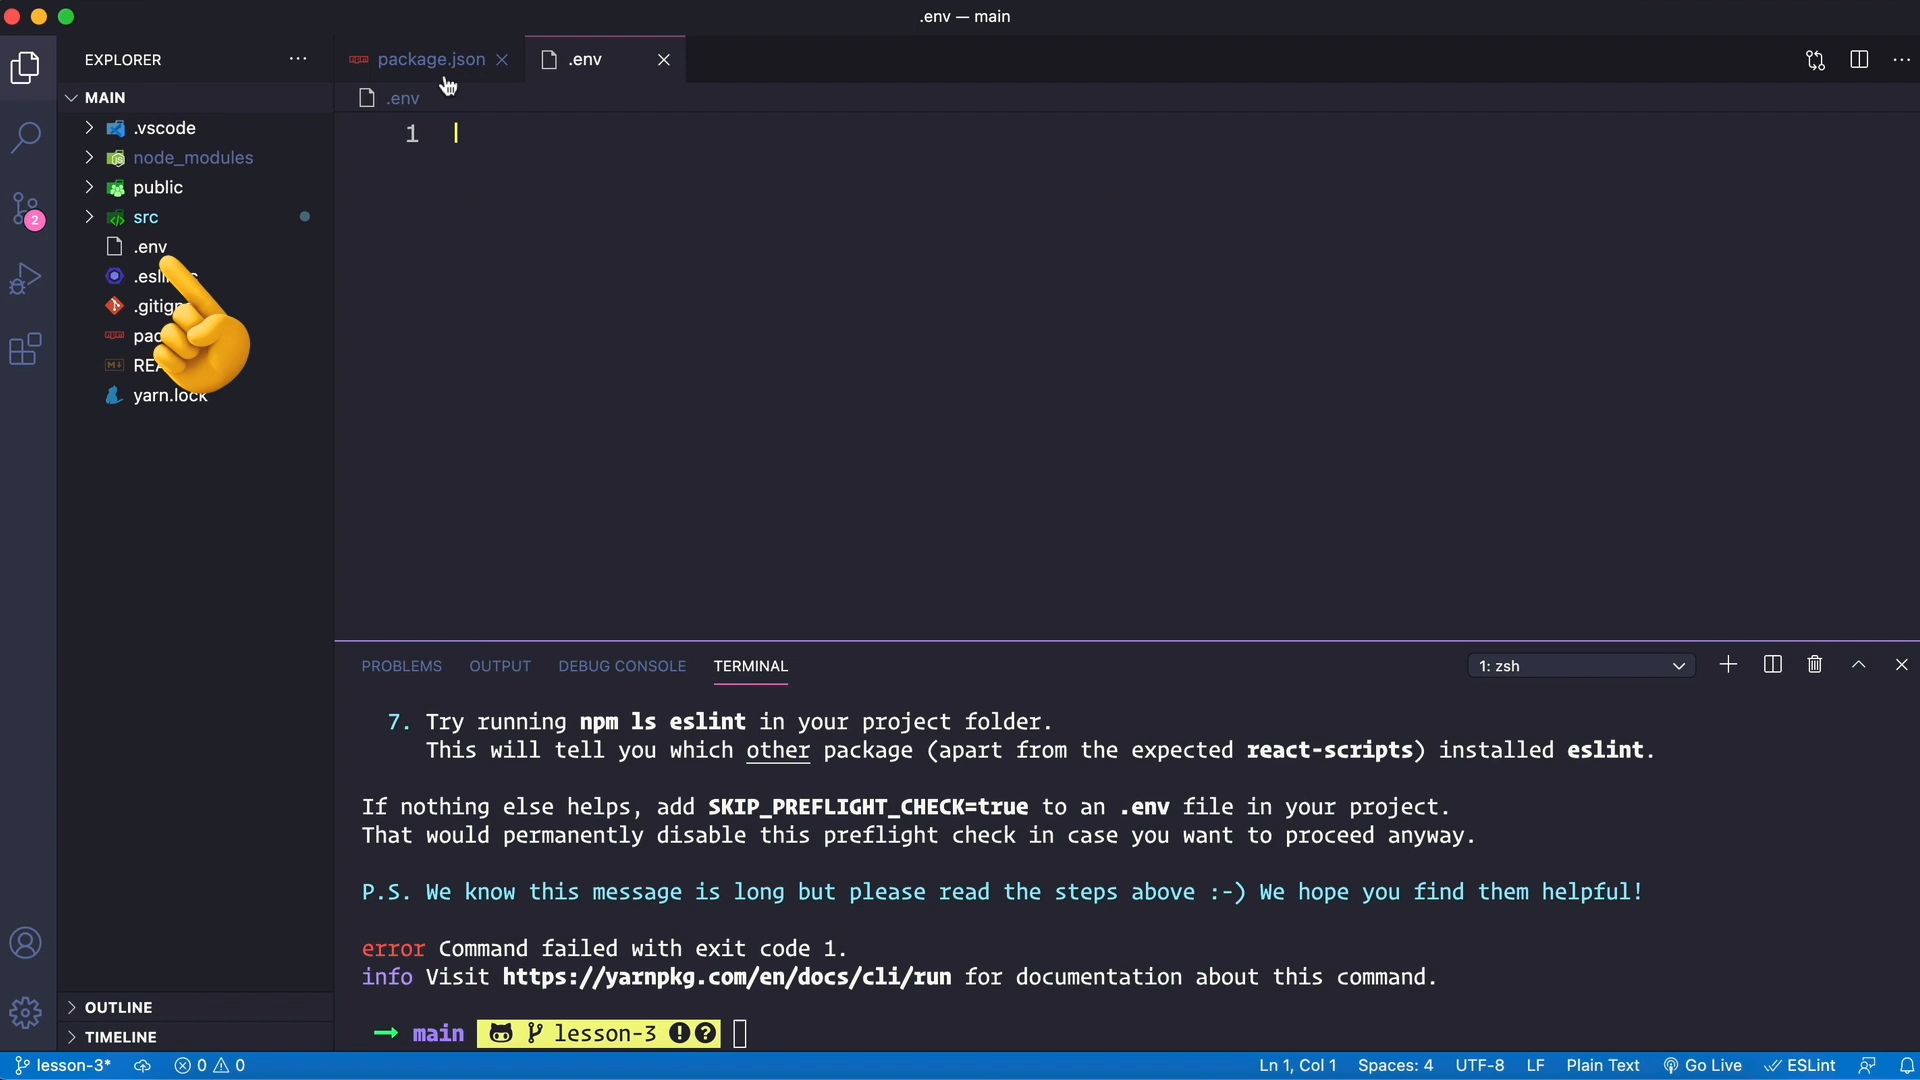 .env — main
EXPLORER
package.json
.env
MAIN
.env
.vscode
1
node_modules
public
src
.env
.gitign
yarn.lock
PROBLEMS OUTPUT DEBUG CONSOLE TERMINAL
1: zsh
7. Try running npm ls eslint in your project folder.
This will tell you which other package (apart from the expected react-scripts) installed eslint.
If nothing else helps, add SKIP_PREFLIGHT_CHECK=true to an .env file in your project.
That would permanently disable this preflight check in case you want to proceed anyway.
P.S. We know this message is long but please read the steps above :-) We hope you find them helpful!
error Command failed with exit code 1.
info Visit https://yarnpkg.com/en/docs/cli/run for documentation about this command.
OUTLINE
→ main lesson-3
TIMELINE
lesson-3* 0 0 Ln 1, Col 1 Spaces: 4 UTF-8 LF Plain Text Go Live ESLint
2